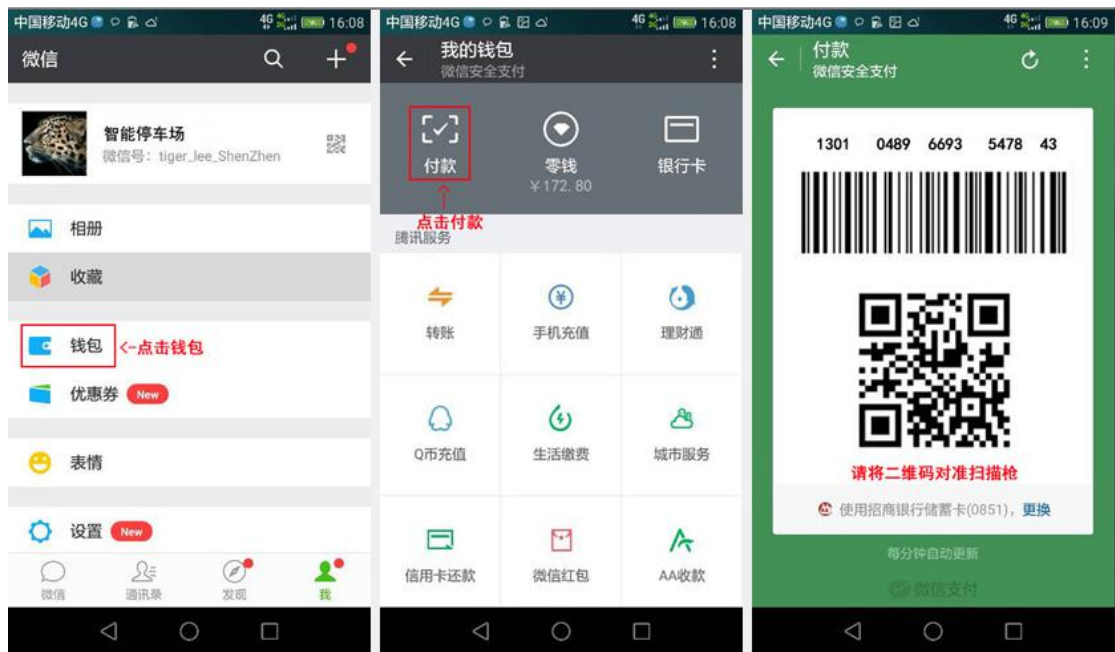 中国移动4G 4G 16:08
微信
智能停车场
微信号: tiger_lee_ShenZhen
相册
收藏
钱包 <-点击钱包
优惠券 New
表情
设置 New
微信 通讯录 发现 我
中国移动4G 4G 16:08
我的钱包
微信安全支付
付款 零钱 银行卡
¥172.80
点击付款
腾讯服务
转账 手机充值 理财通
Q币充值 生活缴费 城市服务
信用卡还款 微信红包 AA收款
中国移动4G 4G 16:09
付款
微信安全支付
1301 0489 6693 5478 43
请将二维码对准扫描枪
使用招商银行储蓄卡(0851), 更换
每分钟自动更新
微信支付